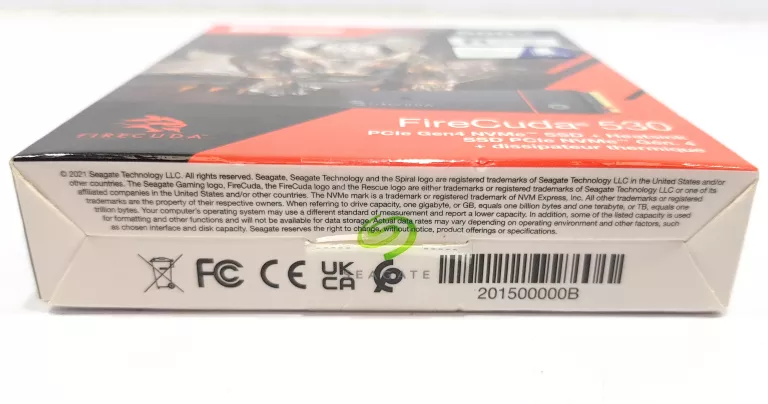 FIRECUDA
FireCuda® 530
PCIe Gen4 NVMe™ SSD + Heatsink
SSD PCIe NVMe™ Gén. 4
+ dissipateur thermique
© 2021 Seagate Technology LLC. All rights reserved. Seagate, Seagate Technology and the Spiral logo are registered trademarks of Seagate Technology LLC in the United States and/or
other countries. The Seagate Gaming logo, FireCuda, the FireCuda logo and the Rescue logo are either trademarks or registered trademarks of Seagate Technology LLC or one of its
affiliated companies in the United States and/or other countries. The NVMe mark is a trademark or registered trademark of NVM Express, Inc. All other trademarks or registered
trademarks are the property of their respective owners. When referring to drive capacity, one gigabyte, or GB, equals one billion bytes and one terabyte, or TB, equals one
trillion bytes. Your computer's operating system may use a different standard of measurement and report a lower capacity. In addition, some of the listed capacity is used
for formatting and other functions and will not be available for data storage. Actual data rates may vary depending on operating environment and other factors, such
as chosen interface and disk capacity. Seagate reserves the right to change, without notice, product offerings or specifications.
FC CE UK
CA
SEAGATE
201500000B